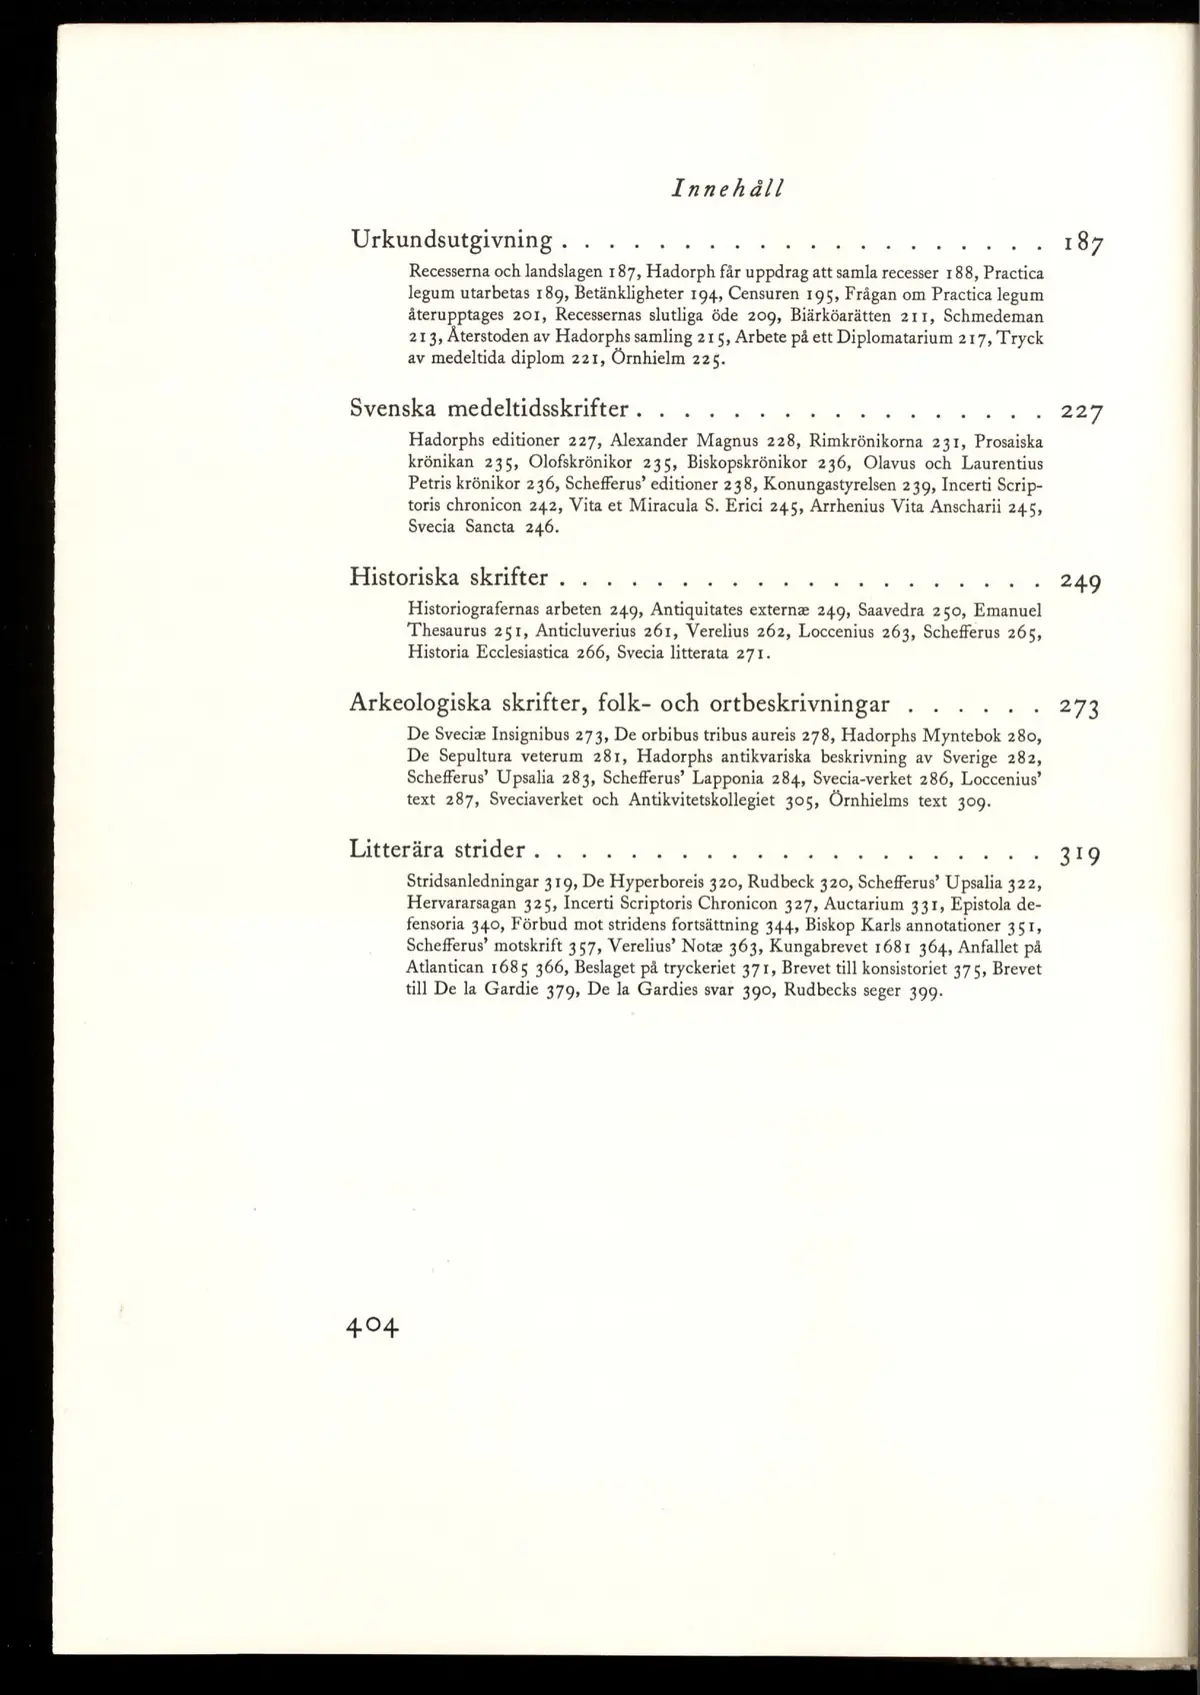 Innehåll
Urkundsutgivning . . . . . . . . . . . . . . . . . . . . 187
Recesserna och landslagen 187, Hadorph får uppdrag att samla recesser 188, Practica
legum utarbetas 189, Betänkligheter 194, Censuren 195, Frågan om Practica legum
återupptages 201, Recessernas slutliga öde 209, Biärköarätten 211, Schmedeman
213, Återstoden av Hadorphs samling 215, Arbete på ett Diplomatarium 217, Tryck
av medeltida diplom 221, Örnhielm 225.
Svenska medeltidsskrifter . . . . . . . . . . . . . . . . . 227
Hadorphs editioner 227, Alexander Magnus 228, Rimkrönikorna 231, Prosaiska
krönikan 235, Olofskrönikor 235, Biskopskrönikor 236, Olavus och Laurentius
Petris krönikor 236, Schefferus’ editioner 238, Konungastyrelsen 239, Incerti Scrip-
toris chronicon 242, Vita et Miracula S. Erici 245, Arrhenius Vita Anscharii 245,
Svecia Sancta 246.
Historiska skrifter . . . . . . . . . . . . . . . . . . . . 249
Historiografernas arbeten 249, Antiquitates externæ 249, Saavedra 250, Emanuel
Thesaurus 251, Anticluverius 261, Verelius 262, Loccenius 263, Schefferus 265,
Historia Ecclesiastica 266, Svecia litterata 271.
Arkeologiska skrifter, folk- och ortbeskrivningar . . . . . . 273
De Sveciæ Insignibus 273, De orbibus tribus aureis 278, Hadorphs Myntebok 280,
De Sepultura veterum 281, Hadorphs antikvariska beskrivning av Sverige 282,
Schefferus’ Upsalia 283, Schefferus’ Lapponia 284, Svecia-verket 286, Loccenius’
text 287, Sveciaverket och Antikvitetskollegiet 305, Örnhielms text 309.
Litterära strider . . . . . . . . . . . . . . . . . . . . . 319
Stridsanledningar 319, De Hyperboreis 320, Rudbeck 320, Schefferus’ Upsalia 322,
Hervararsagan 325, Incerti Scriptoris Chronicon 327, Auctarium 331, Epistola de-
fensoria 340, Förbud mot stridens fortsättning 344, Biskop Karls annotationer 351,
Schefferus’ motskrift 357, Verelius’ Notæ 363, Kungabrevet 1681 364, Anfallet på
Atlantican 1685 366, Beslaget på tryckeriet 371, Brevet till konsistoriet 375, Brevet
till De la Gardie 379, De la Gardies svar 390, Rudbecks seger 399.
404